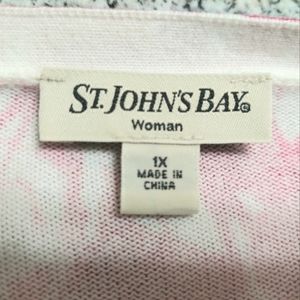 ST. JOHN'S BAY®
Woman
1X
MADE IN
CHINA